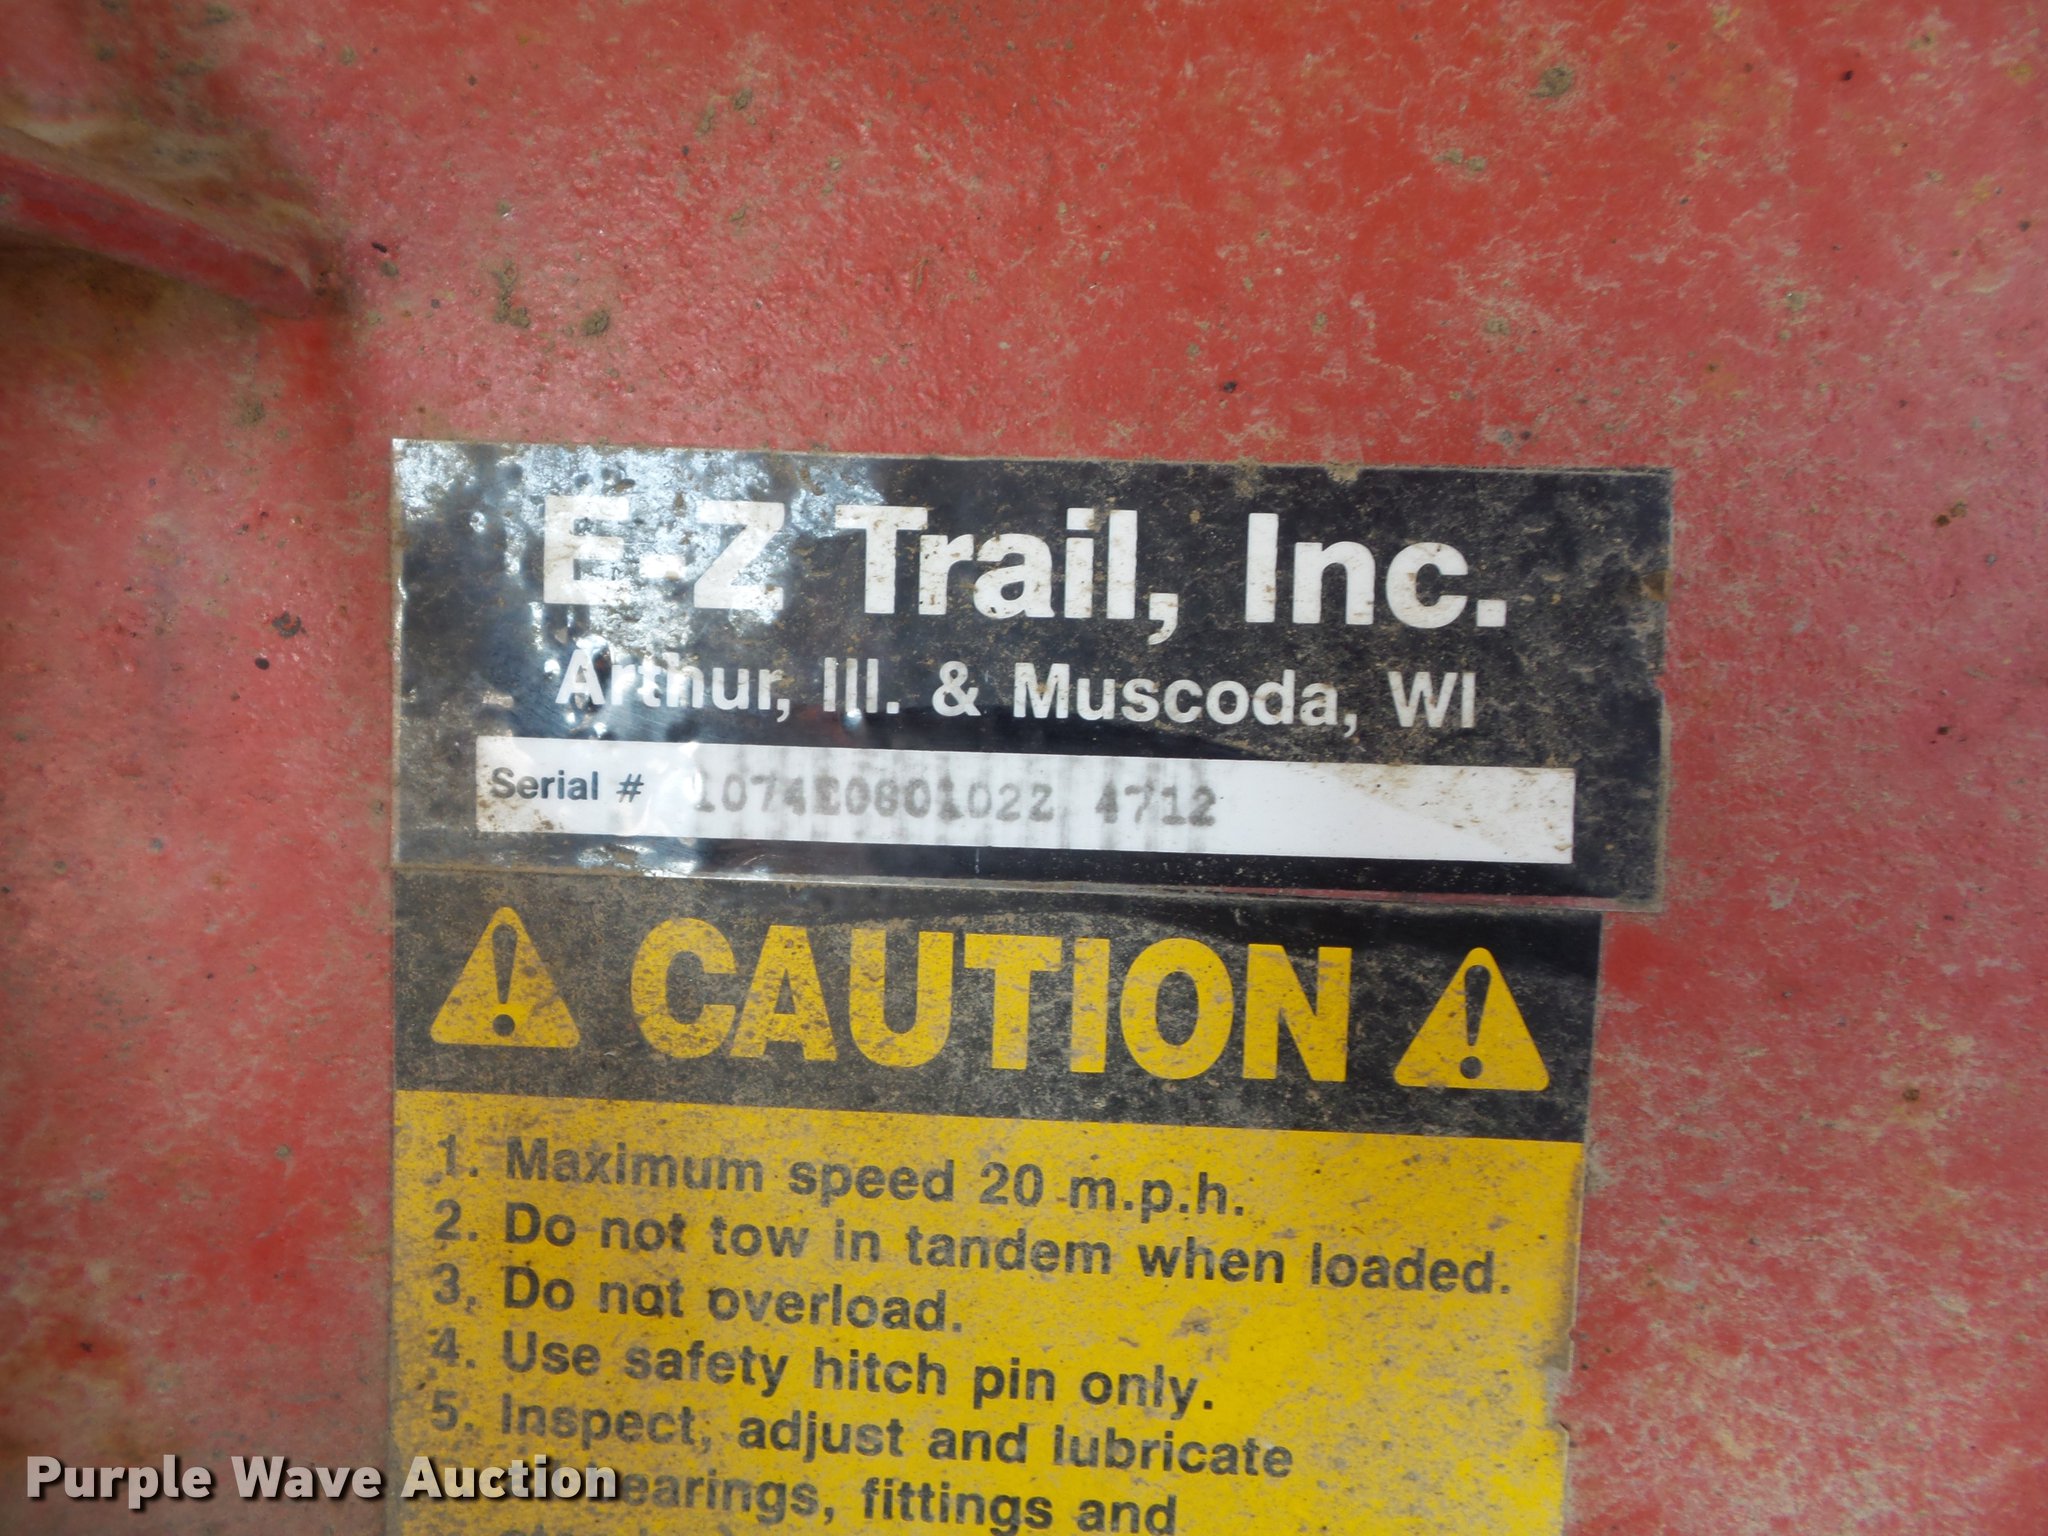 E-Z Trail, Inc.
Arthur, Ill. & Muscoda, WI
Serial # 4712
CAUTION
1. Maximum speed 20 m.p.h.
2. Do not tow in tandem when loaded.
3. Do not overload.
4. Use safety hitch pin only.
5. Inspect, adjust and lubricate
fittings and
Purple Wave Auction